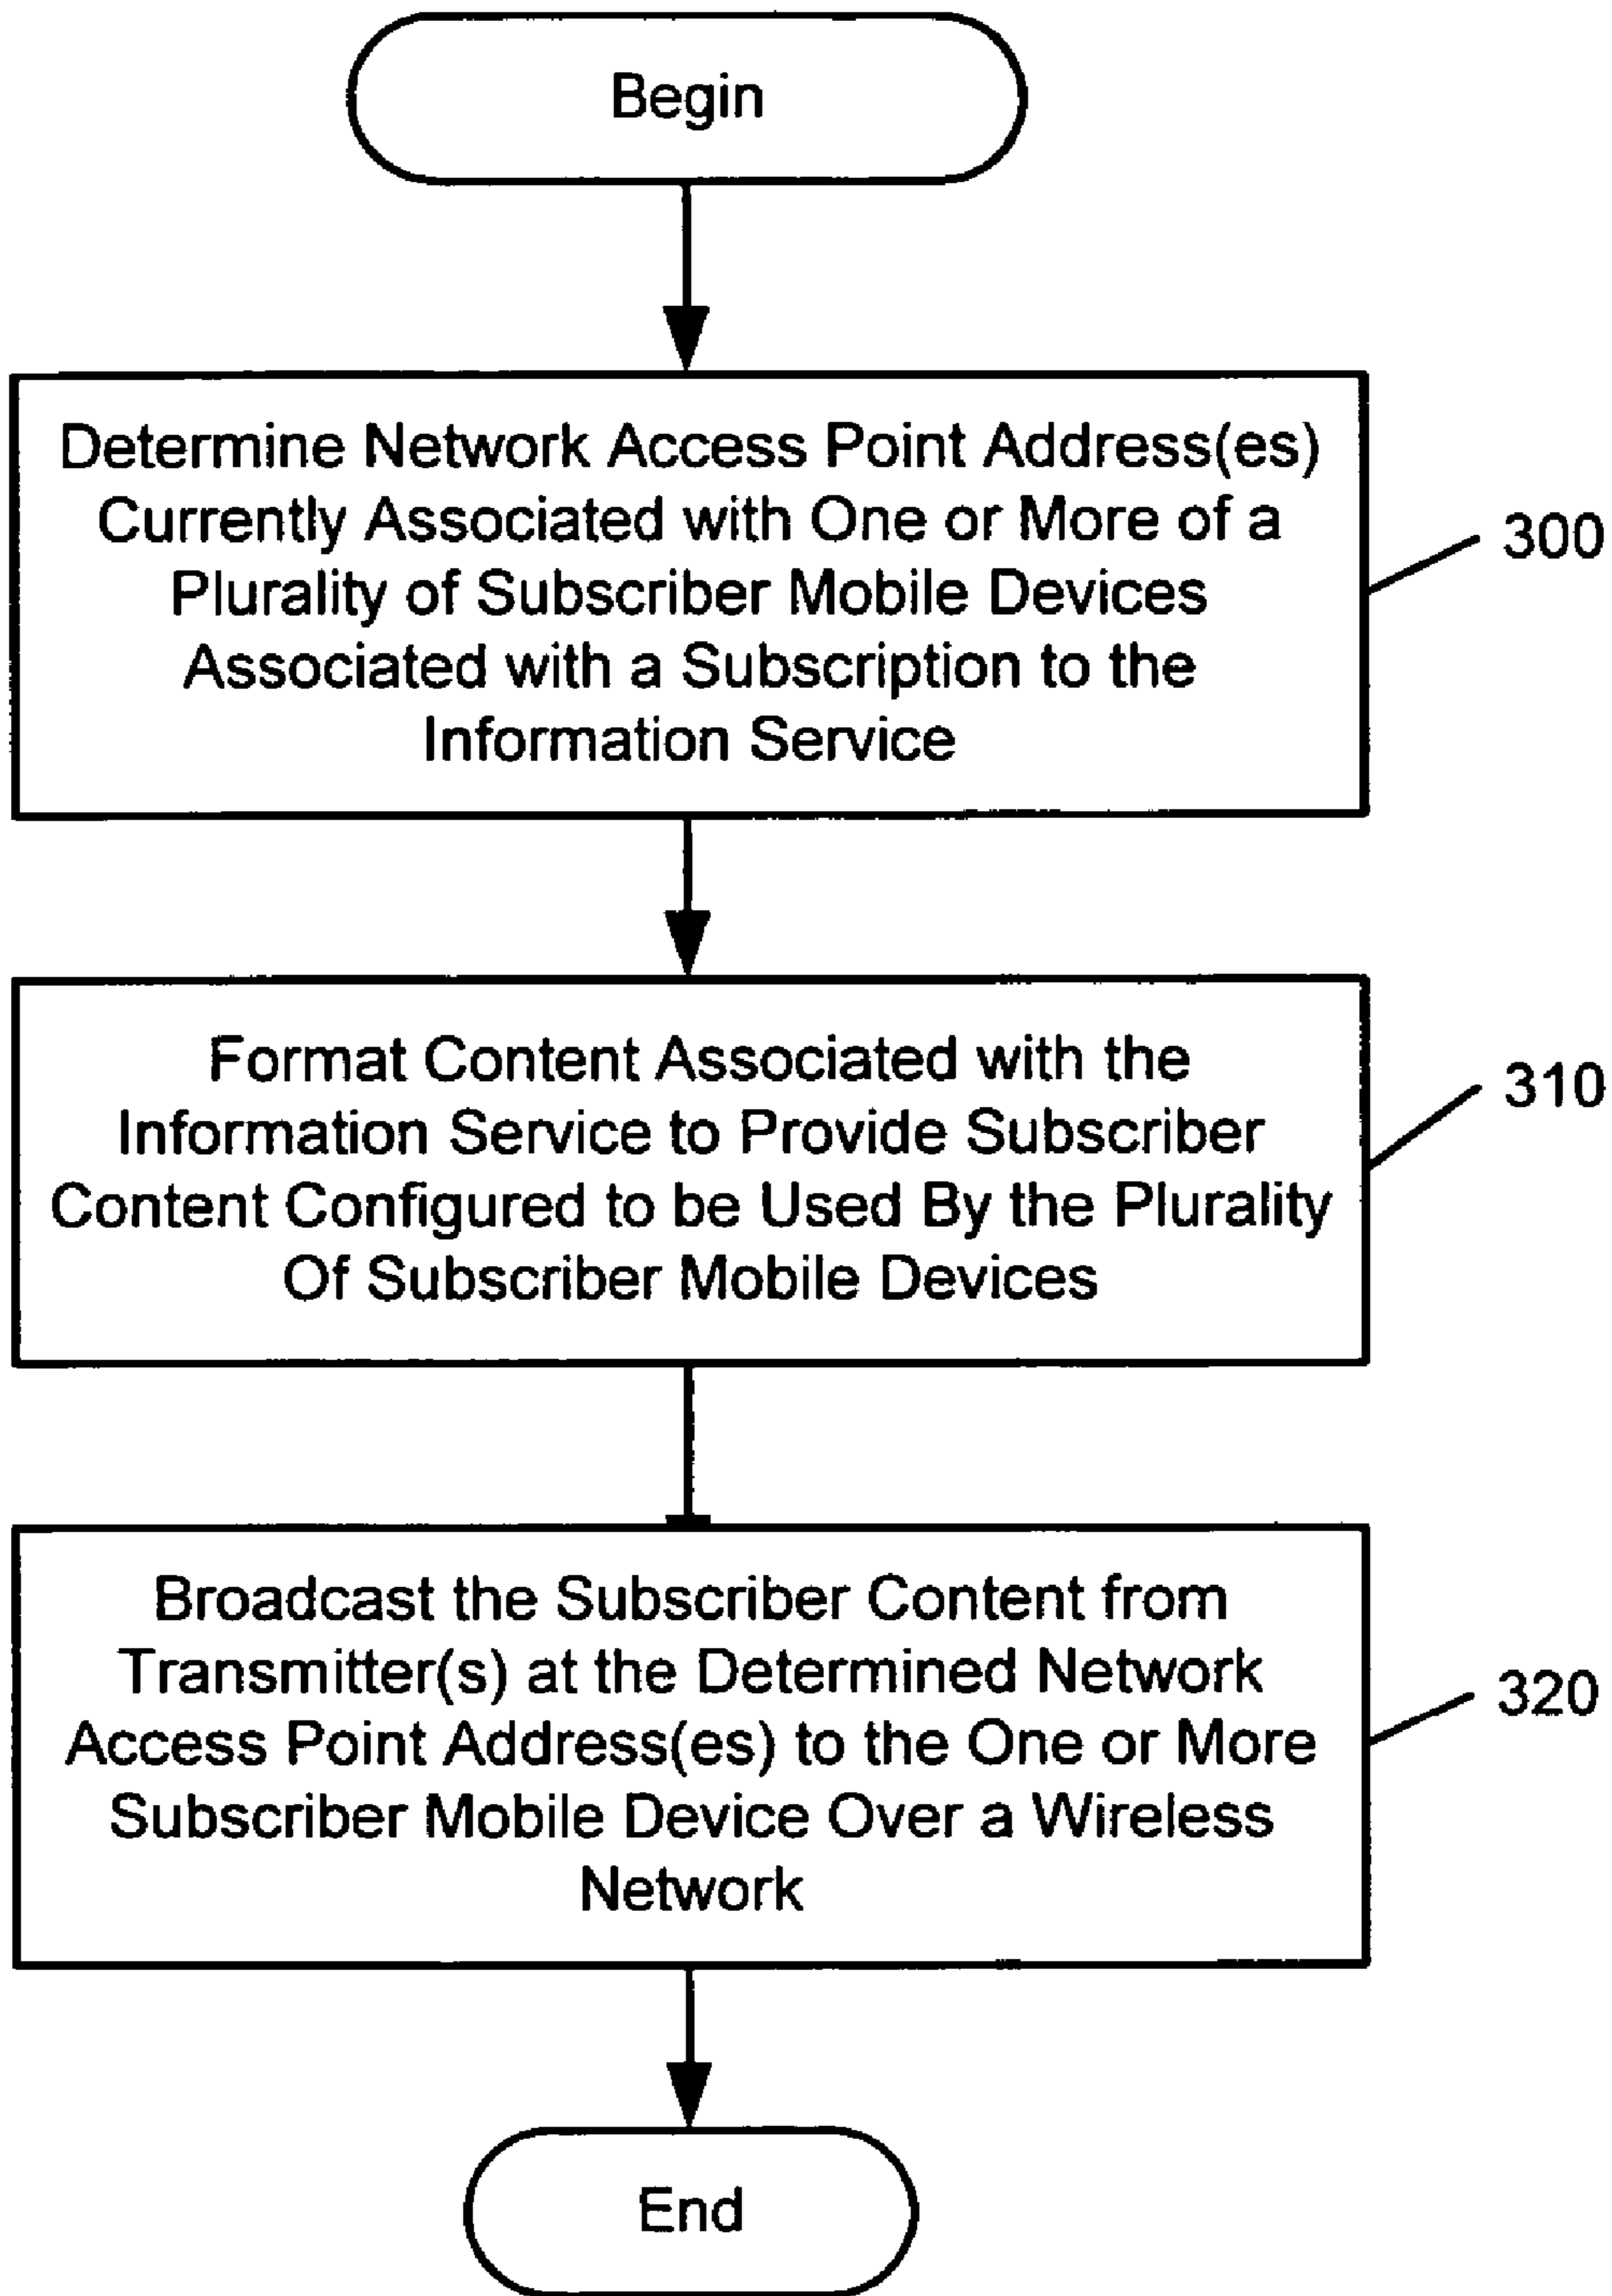 Begin
Determine Network Access Point Address(es)
Currently Associated with One or More of a
Plurality of Subscriber Mobile Devices
Associated with a Subscription to the
Information Service
300
Format Content Associated with the
Information Service to Provide Subscriber
Content Configured to be Used By the Plurality
Of Subscriber Mobile Devices
310
Broadcast the Subscriber Content from
Transmitter(s) at the Determined Network
Access Point Address(es) to the One or More
Subscriber Mobile Device Over a Wireless
Network
320
End